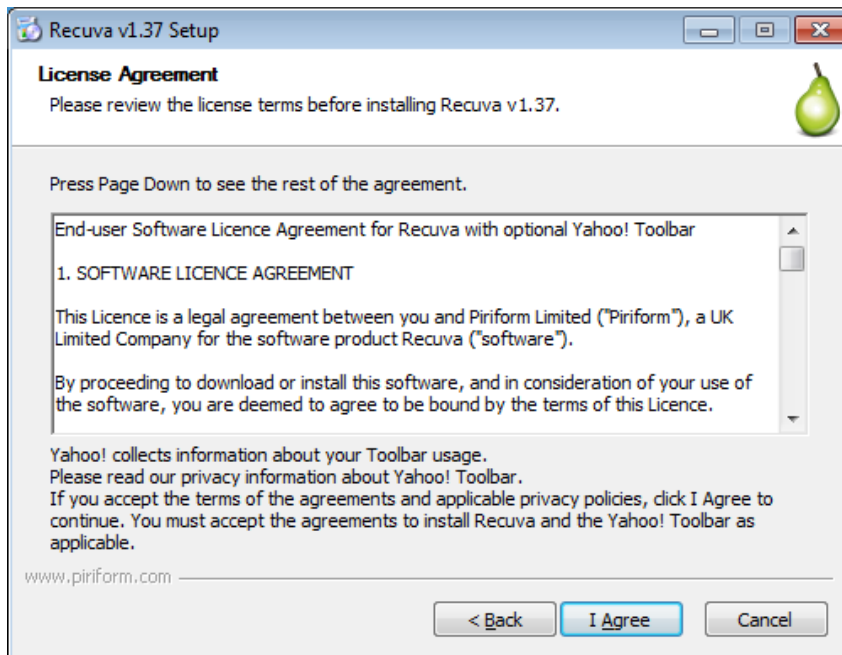 Recuva v1.37 Setup
License Agreement
Please review the license terms before installing Recuva v1.37.
Press Page Down to see the rest of the agreement.
End-user Software Licence Agreement for Recuva with optional Yahoo! Toolbar
1. SOFTWARE LICENCE AGREEMENT
This Licence is a legal agreement between you and Piriform Limited ("Piriform"), a UK
Limited Company for the software product Recuva ("software").
By proceeding to download or install this software, and in consideration of your use of
the software, you are deemed to agree to be bound by the terms of this Licence.
Yahoo! collects information about your Toolbar usage.
Please read our privacy information about Yahoo! Toolbar.
If you accept the terms of the agreements and applicable privacy policies, click I Agree to
continue. You must accept the agreements to install Recuva and the Yahoo! Toolbar as
applicable.
www.piriform.com
< Back I Agree Cancel